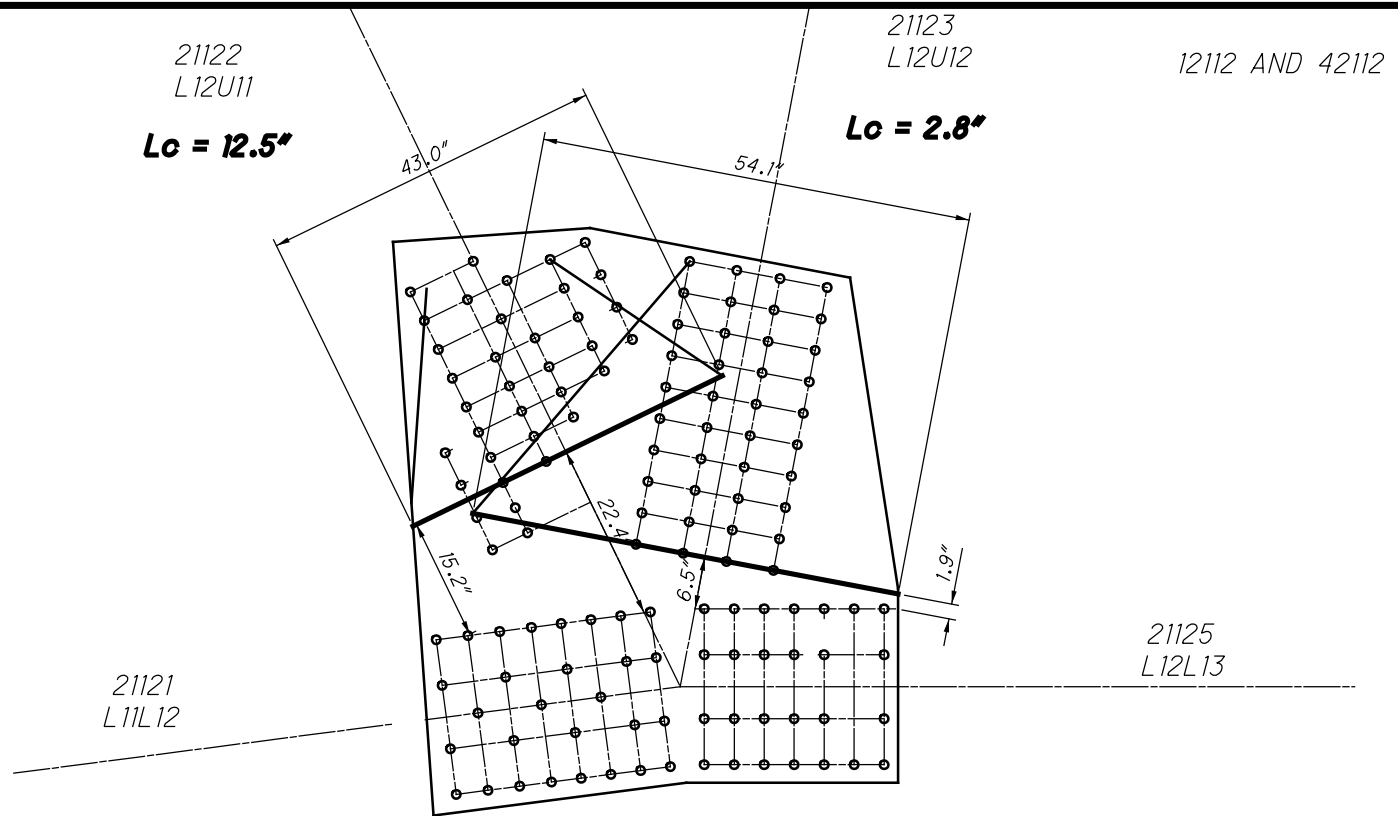 21122
L12U11
Lc = 12.5"
21123
L12U12
Lc = 2.8"
12112 AND 42112
43.0"
54.1"
22.4
15.2"
6.5"
1.9"
21121
L11L12
21125
L12L13